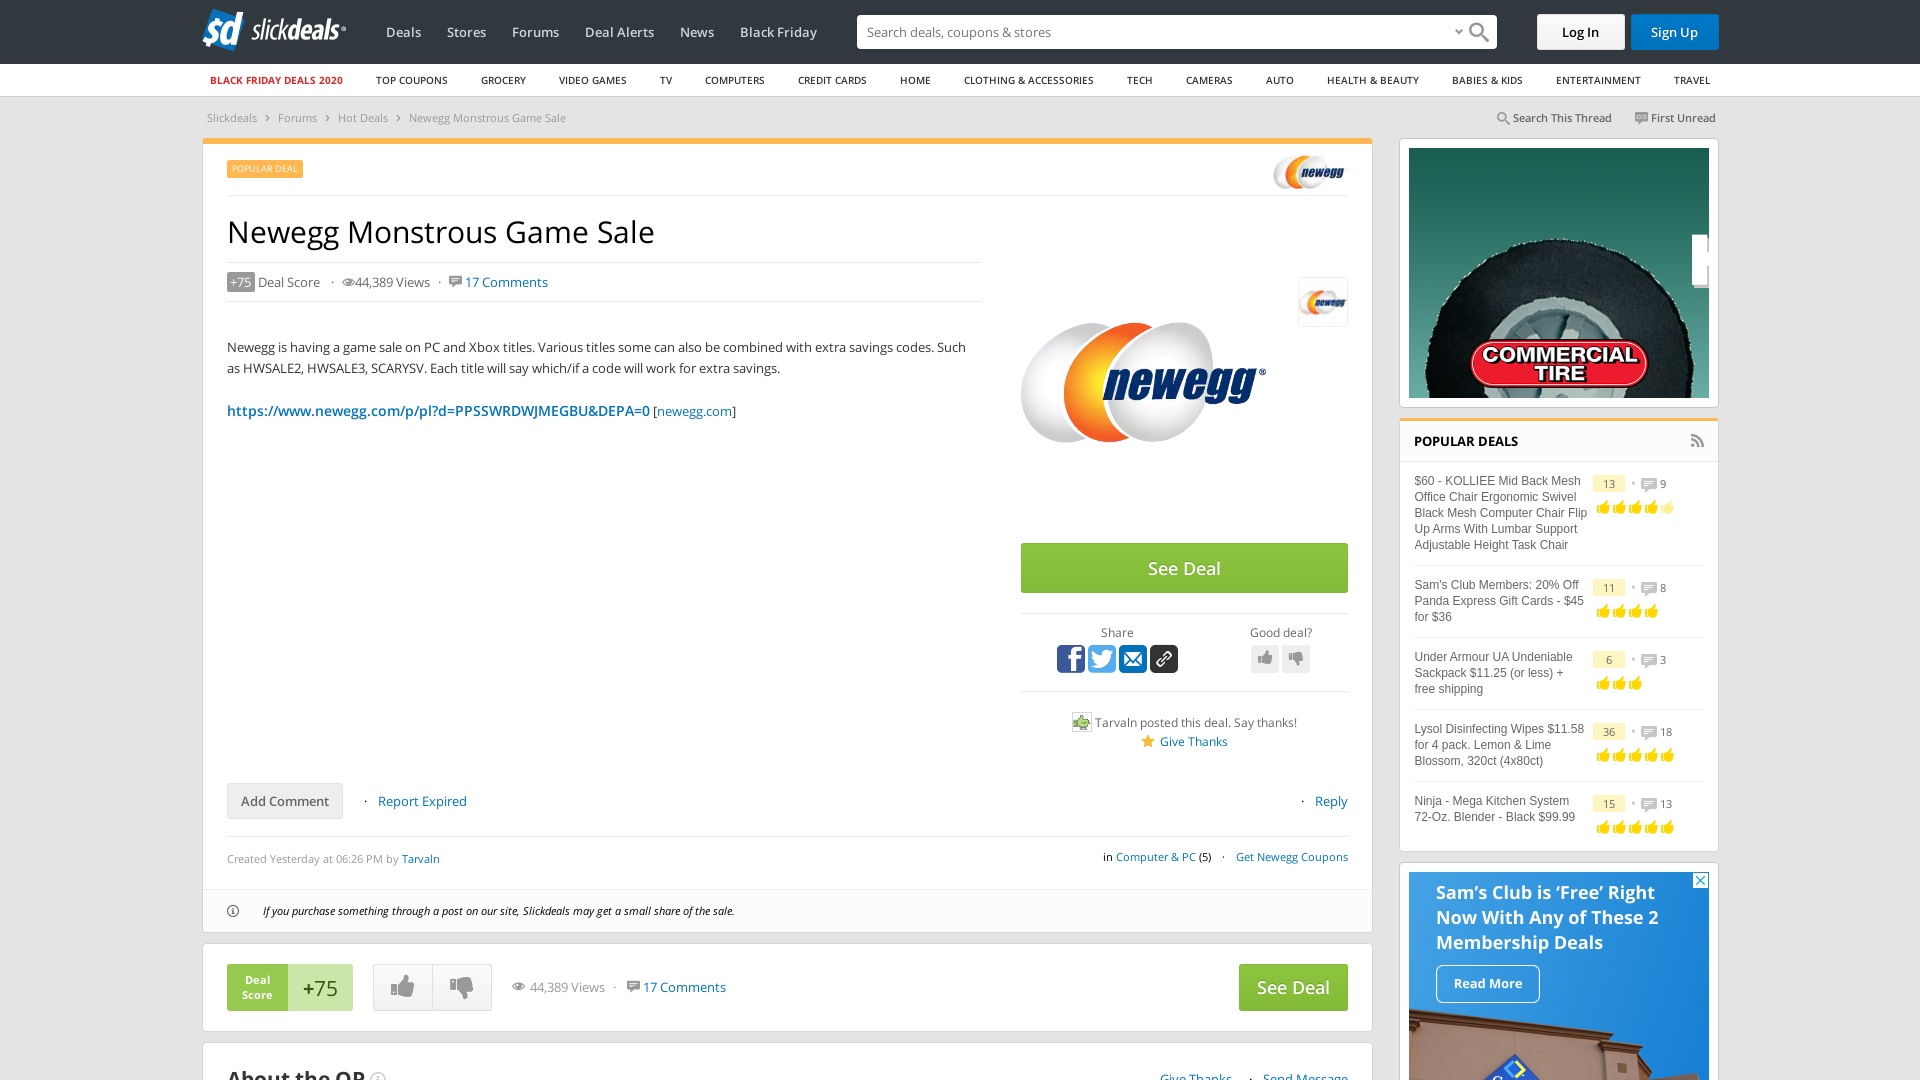 slickdeals
Deals
Stores
Forums
Deal Alerts
News
Black Friday
Search deals, coupons & shopping advice
Log In
Sign Up
BLACK FRIDAY DEALS 2020
TOP COUPONS
GROCERY
VIDEO GAMES
TV
COMPUTERS
CREDIT CARDS
HOME
CLOTHING & ACCESSORIES
TECH
CAMERAS
AUTO
HEALTH & BEAUTY
BABIES & KIDS
ENTERTAINMENT
TRAVEL
Slickdeals > Forums > Hot Deals > Newegg Monstrous Game Sale
Search This Thread
First Unread
POPULAR DEAL
newegg
Newegg Monstrous Game Sale
+75 Deal Score · 44,389 Views · 17 Comments
Newegg is having a game sale on PC and Xbox titles. Various titles some can also be combined with extra savings codes. Such
as HWSALE2, HWSALE3, SCARYSV. Each title will say which/if a code will work for extra savings.
https://www.newegg.com/p/pl?d=PPSSWRDWJMEGBU&DEPA=0 [newegg.com]
newegg
newegg®
See Deal
Share
Good deal?
Tarvaln posted this deal. Say thanks!
Give Thanks
Add Comment · Report Expired
· Reply
Created Yesterday at 06:26 PM by Tarvaln
in Computer & PC (5) · Get Newegg Coupons
If you purchase something through a post on our site, Slickdeals may get a small share of the sale.
Deal
Score
+75
44,389 Views · 17 Comments
See Deal
About the OP
Give Thanks · Send Message
COMMERCIAL
TIRE
POPULAR DEALS
$60 - KOLLIEE Mid Back Mesh
Office Chair Ergonomic Swivel
Black Mesh Computer Chair Flip
Up Arms With Lumbar Support
Adjustable Height Task Chair
13 • 9
Sam's Club Members: 20% Off
Panda Express Gift Cards - $45
for $36
11 • 8
Under Armour UA Undeniable
Sackpack $11.25 (or less) +
free shipping
6 • 3
Lysol Disinfecting Wipes $11.58
for 4 pack. Lemon & Lime
Blossom, 320ct (4x80ct)
36 • 18
Ninja - Mega Kitchen System
72-Oz. Blender - Black $99.99
15 • 13
Sam's Club is 'Free' Right
Now With Any of These 2
Membership Deals
Read More